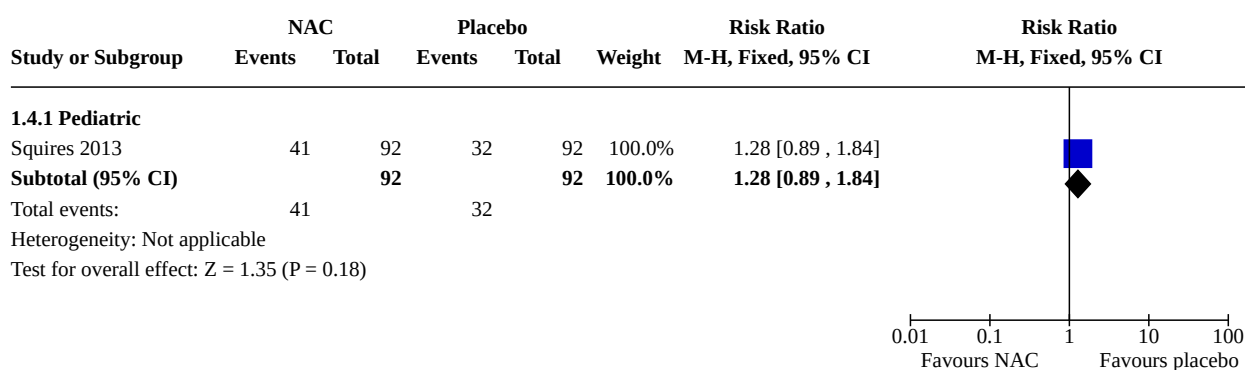 NAC Placebo Risk Ratio Risk Ratio
Study or Subgroup Events Total Events Total Weight M-H, Fixed, 95% CI M-H, Fixed, 95% CI
1.4.1 Pediatric
Squires 2013 41 92 32 92 100.0% 1.28 [0.89 , 1.84]
Subtotal (95% CI) 92 92 100.0% 1.28 [0.89 , 1.84]
Total events: 41 32
Heterogeneity: Not applicable
Test for overall effect: Z = 1.35 (P = 0.18)
0.01 0.1 1 10 100
Favours NAC Favours placebo